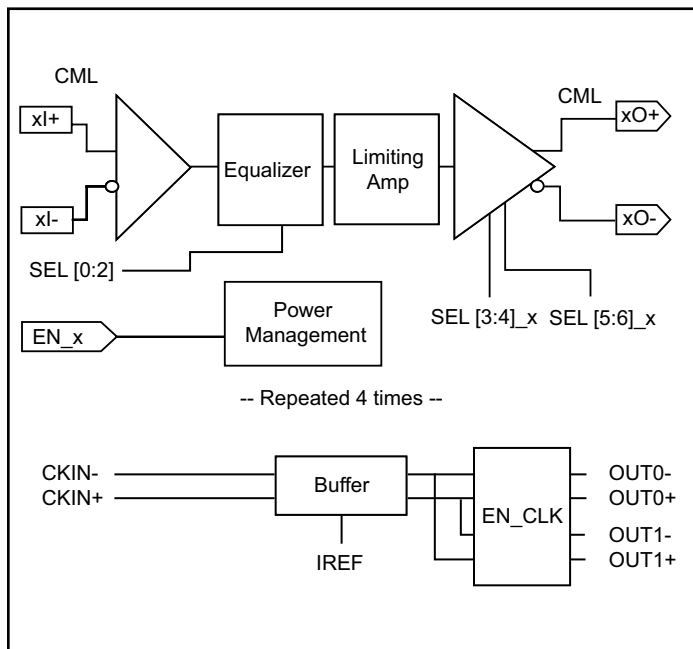 CML
xI+
xI-
Equalizer
Limiting
Amp
CML
xO+
xO-
SEL [0:2]
SEL [3:4]_x
SEL [5:6]_x
EN_x
Power
Management
-- Repeated 4 times --
CKIN-
CKIN+
Buffer
IREF
EN_CLK
OUT0-
OUT0+
OUT1-
OUT1+